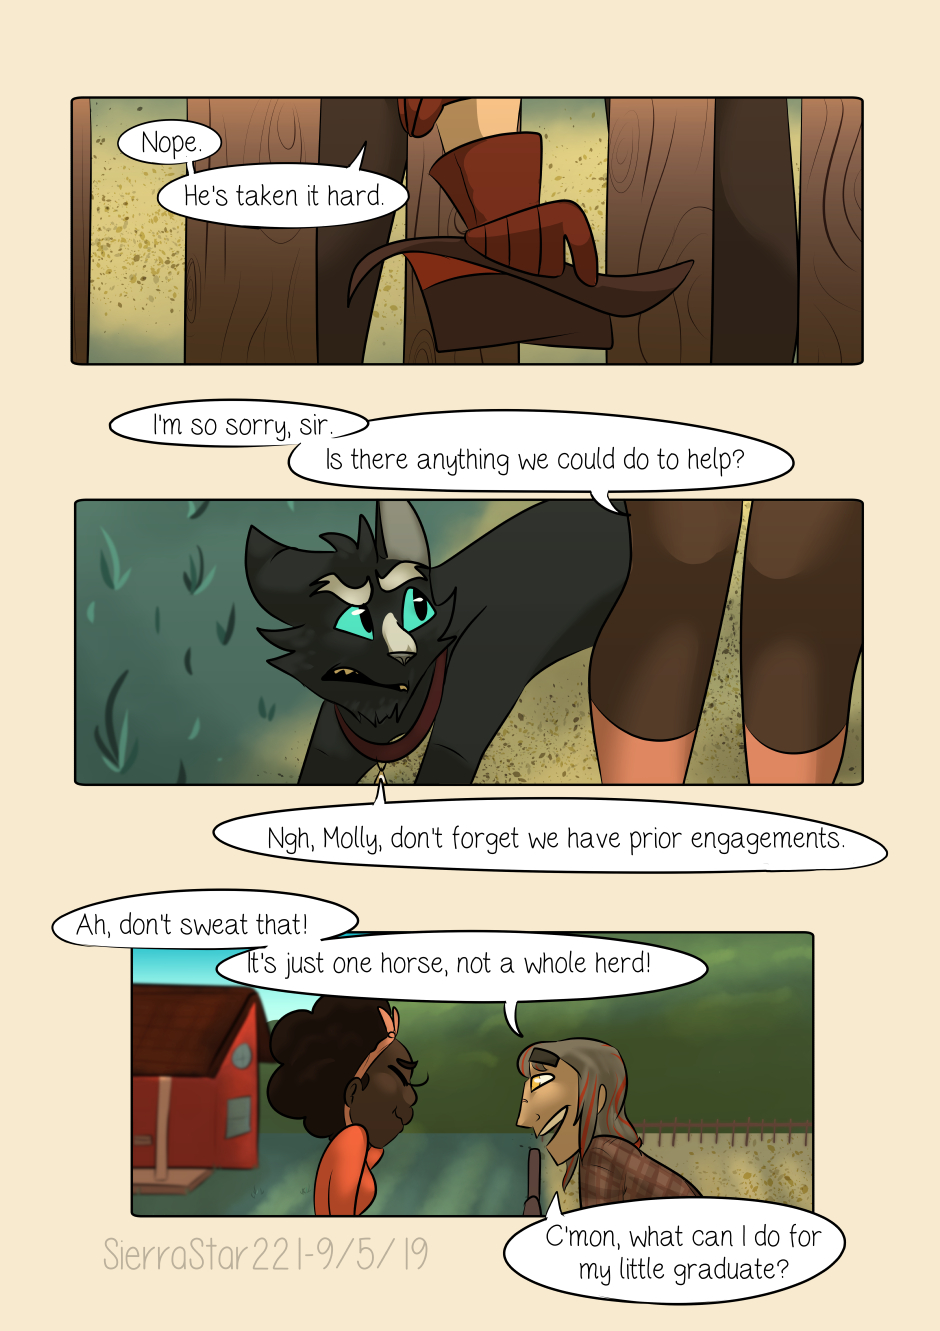 Nope.
He's taken it hard.
I'm so sorry, sir.
Is there anything we could do to help?
Ngh, Molly, don't forget we have prior engagements.
Ah, don't sweat that!
It's just one horse, not a whole herd!
C'mon, what can I do for
my little graduate?
SierraStar221-9/5/19